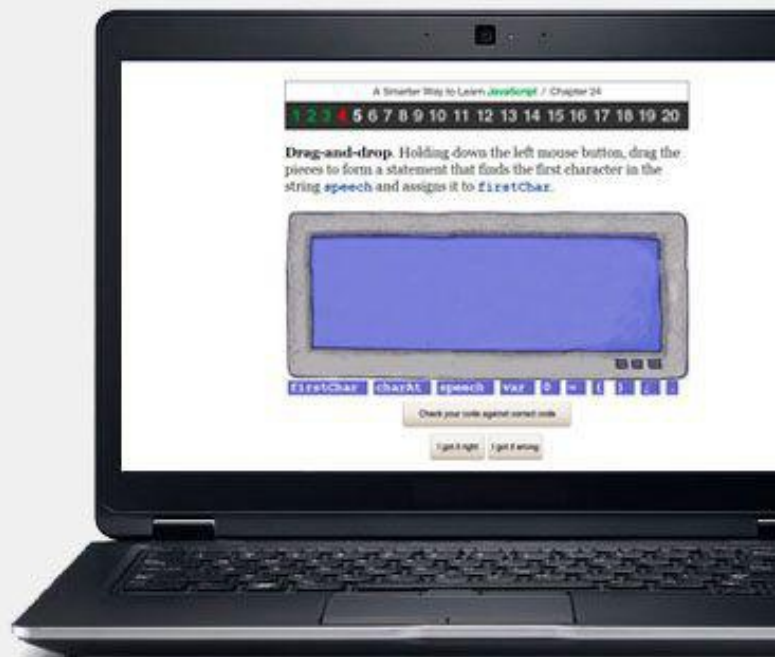 A Smarter Way to Learn JavaScript / Chapter 24
1 2 3 4 5 6 7 8 9 10 11 12 13 14 15 16 17 18 19 20
Drag-and-drop. Holding down the left mouse button, drag the
pieces to form a statement that finds the first character in the
string speech and assigns it to firstChar.
firstChar charAt speech var 0 = ( ) ; .
Check your code against correct code
I got it right I got it wrong